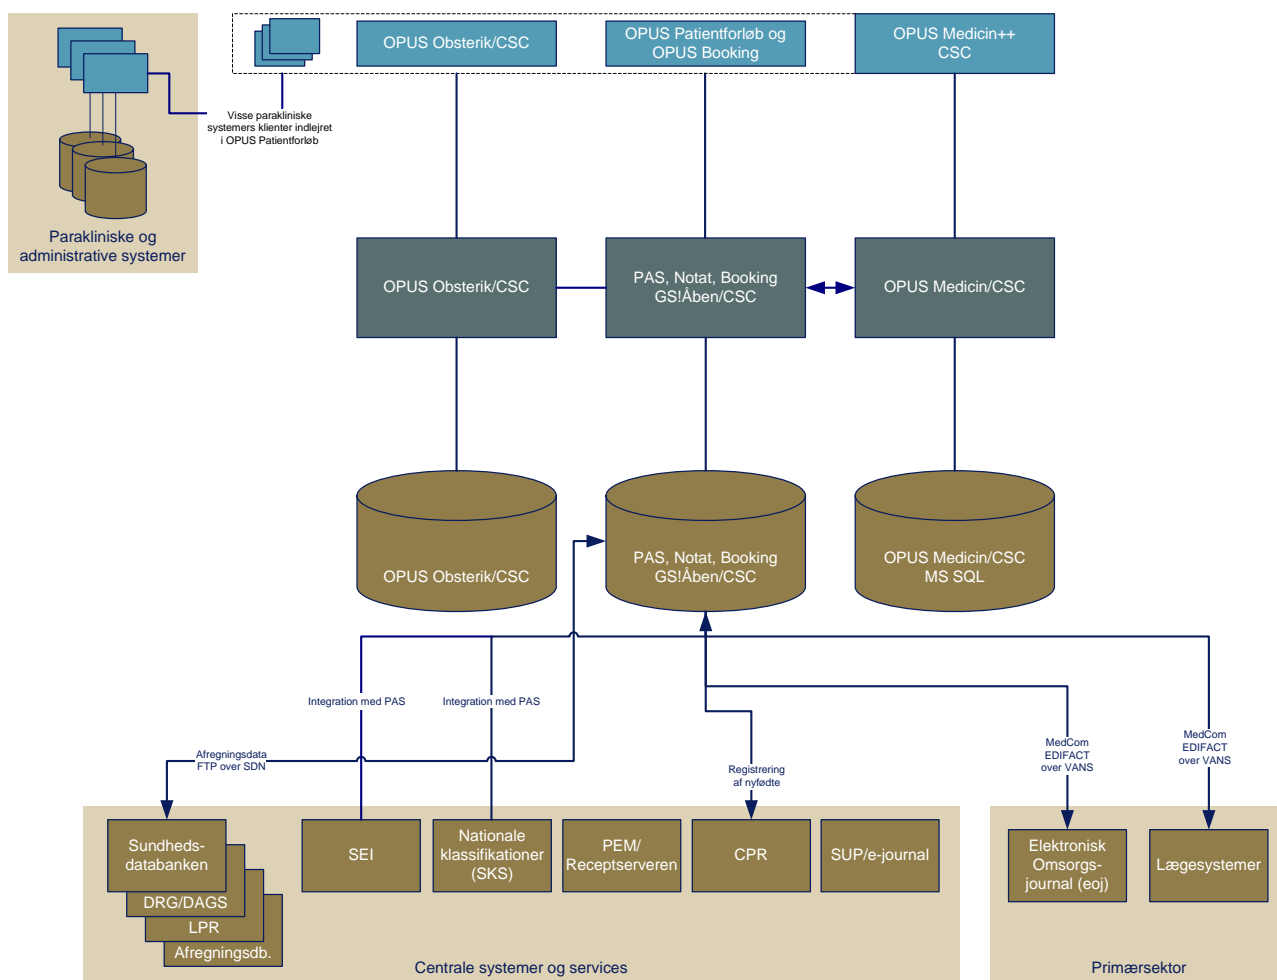 OPUS Obsterik/CSC
OPUS Patientforløb og
OPUS Booking
OPUS Medicin++
CSC
Visse parakliniske
systemers klienter indlejret
i OPUS Patientforløb
Parakliniske og
administrative systemer
OPUS Obsterik/CSC
PAS, Notat, Booking
GS!Åben/CSC
OPUS Medicin/CSC
OPUS Obsterik/CSC
PAS, Notat, Booking
GS!Åben/CSC
OPUS Medicin/CSC
MS SQL
Integration med PAS
Integration med PAS
Afregningsdata
FTP over SDN
Registrering
af nyfødte
MedCom
EDIFACT
over VANS
MedCom
EDIFACT
over VANS
Sundheds-
databanken
DRG/DAGS
LPR
Afregningsdb.
SEI
Nationale
klassifikationer
(SKS)
PEM/
Receptserveren
CPR
SUP/e-journal
Elektronisk
Omsorgs-
journal (eoj)
Lægesystemer
Centrale systemer og services
Primærsektor